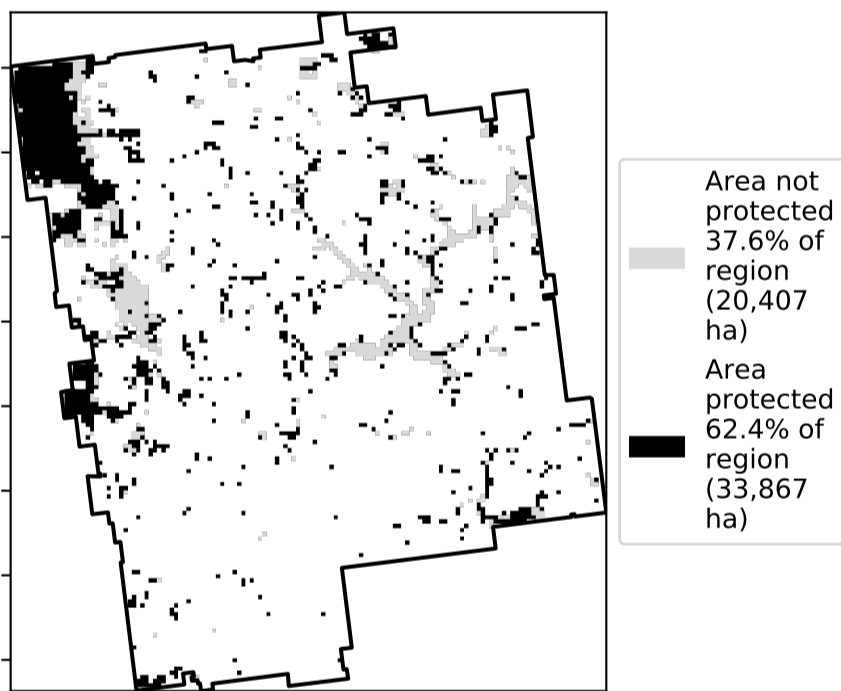 Area not
protected
37.6% of
region
(20,407
ha)
Area
protected
62.4% of
region
(33,867
ha)